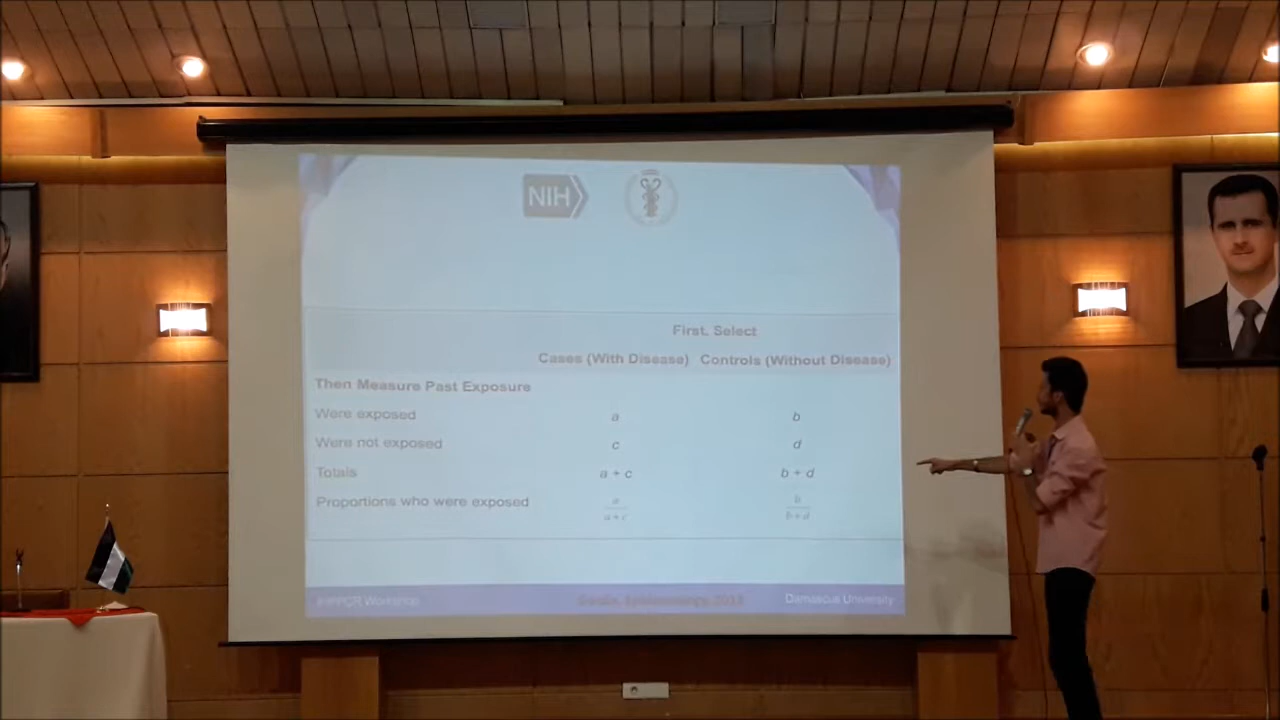 NIH
First, Select
Cases (With Disease) Controls (Without Disease)
Then Measure Past Exposure
Were exposed a b
Were not exposed c d
Totals a + c b + d
Proportions who were exposed a/a+c b/b+d
Workshop Damascus University